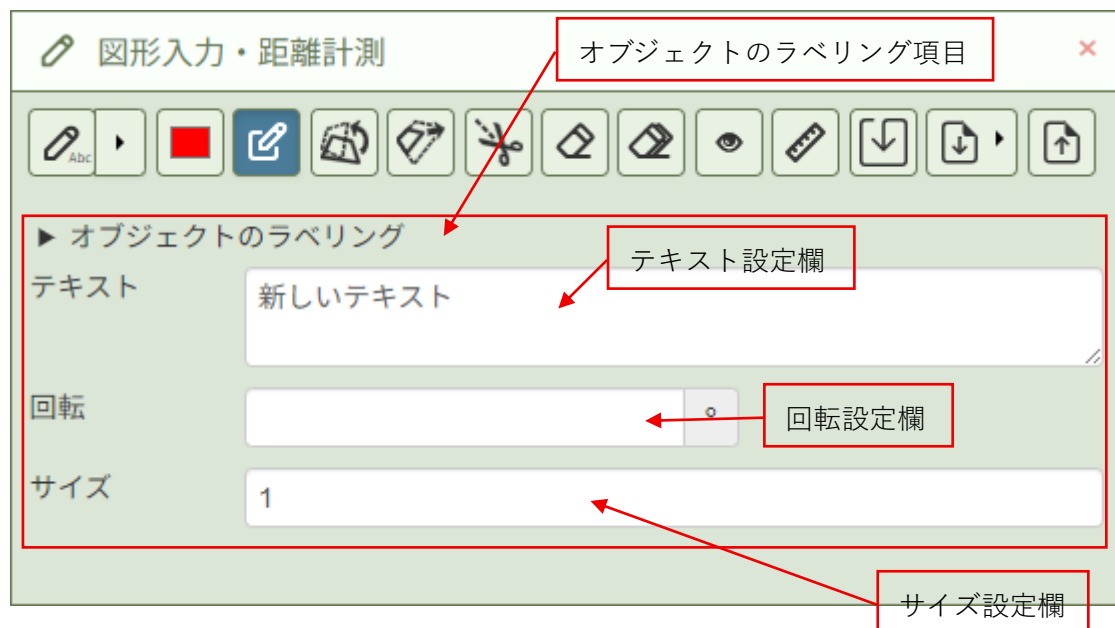 図形入力・距離計測
オブジェクトのラベリング項目
×
Abc
▶ オブジェクトのラベリング
テキスト設定欄
テキスト
新しいテキスト
回転
°
回転設定欄
サイズ
1
サイズ設定欄